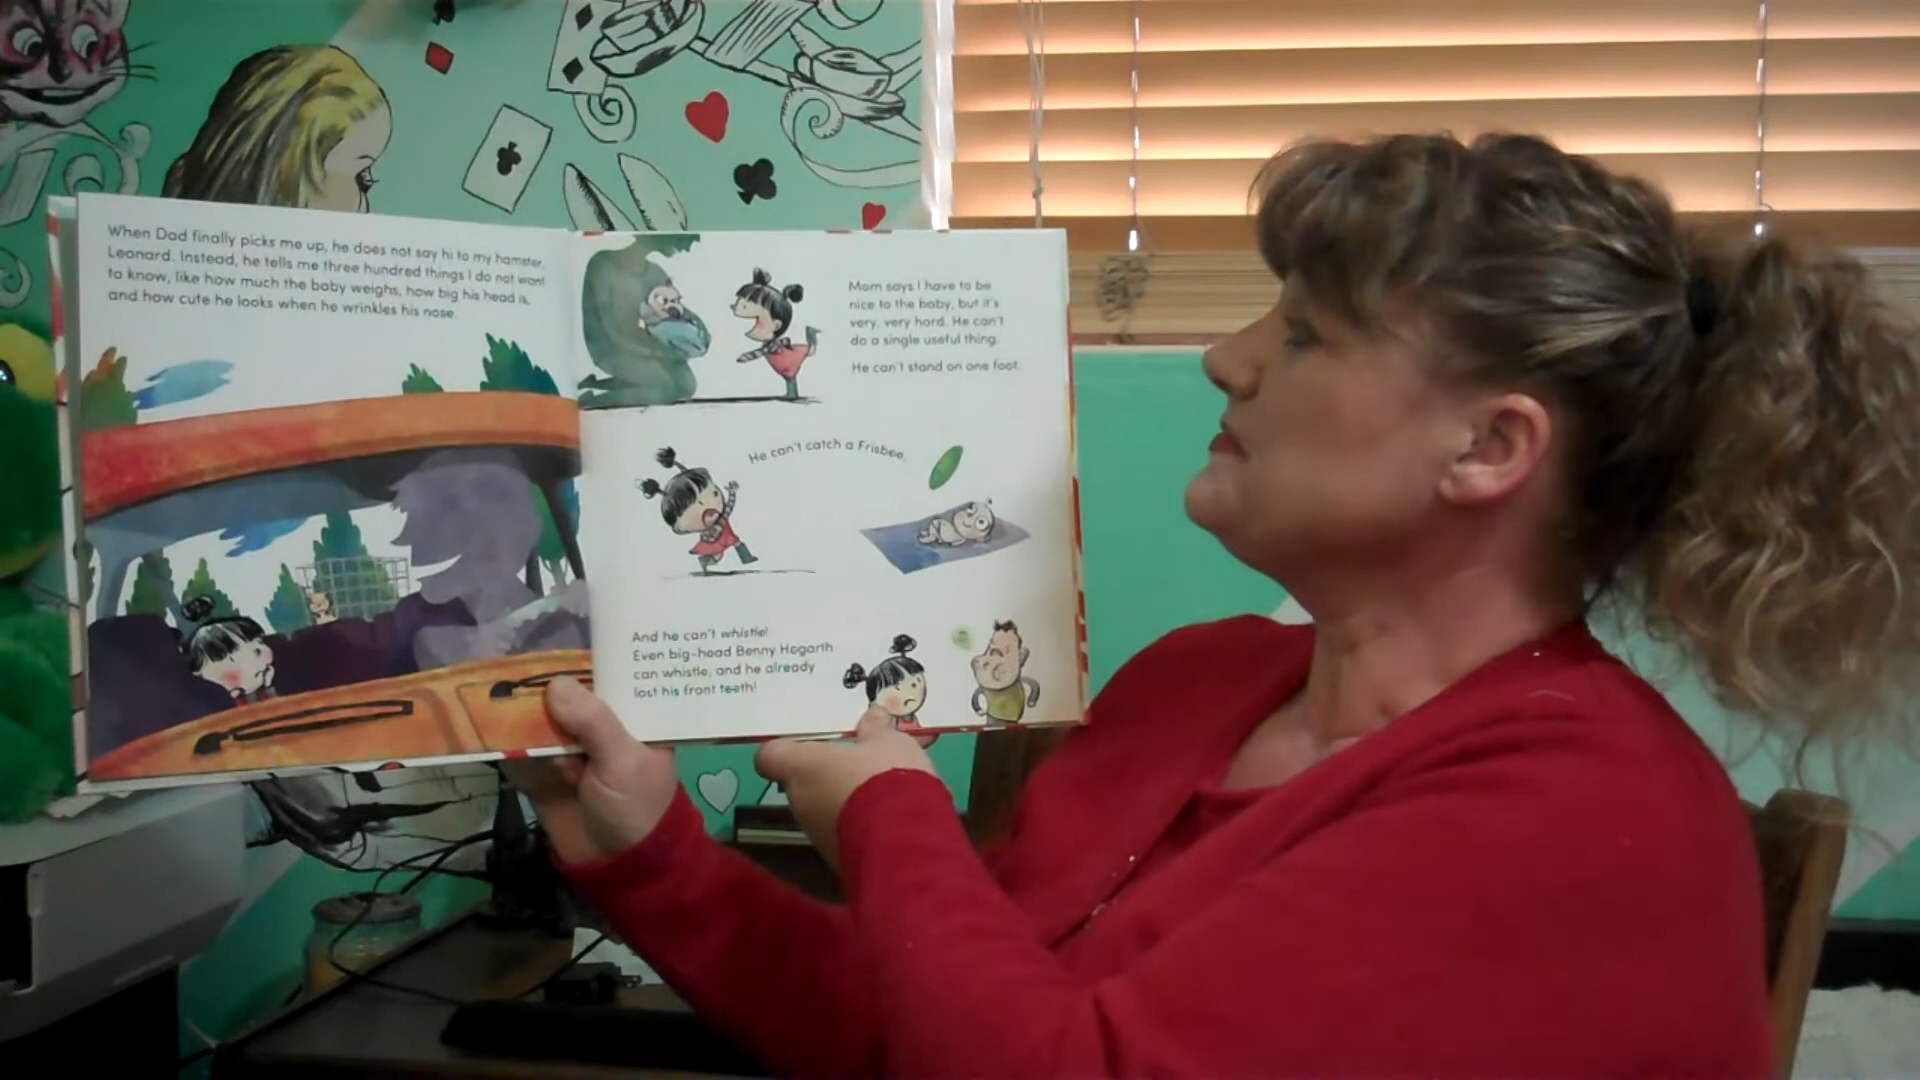 When Dad finally picks me up, he does not say hi to my hamster,
Leonard. Instead, he tells me three hundred things I do not want
to know, like how much the baby weighs, how big his head is,
and how cute he looks when he wrinkles his nose.
Mom says I have to be
nice to the baby, but it's
very, very hard. He can't
do a single useful thing.
He can't stand on one foot.
He can't catch a Frisbee.
And he can't whistle!
Even big-head Benny Hogarth
can whistle, and he already
lost his front teeth!